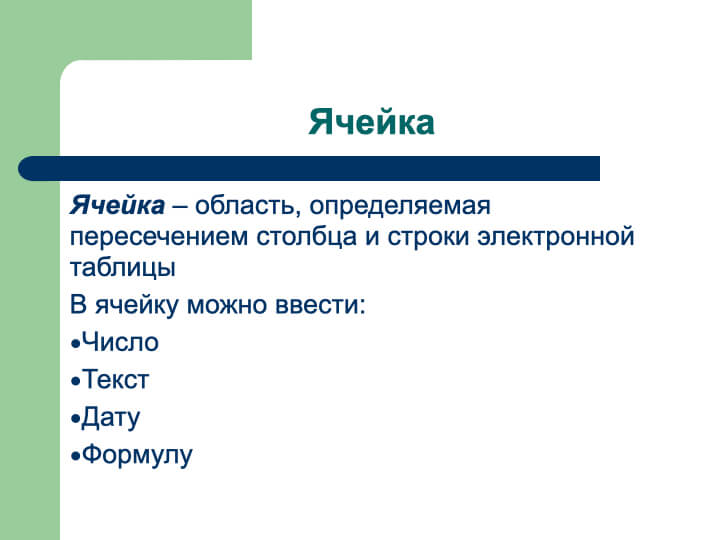 Ячейка
Ячейка – область, определяемая
пересечением столбца и строки электронной
таблицы
В ячейку можно ввести:
•Число
•Текст
•Дату
•Формулу